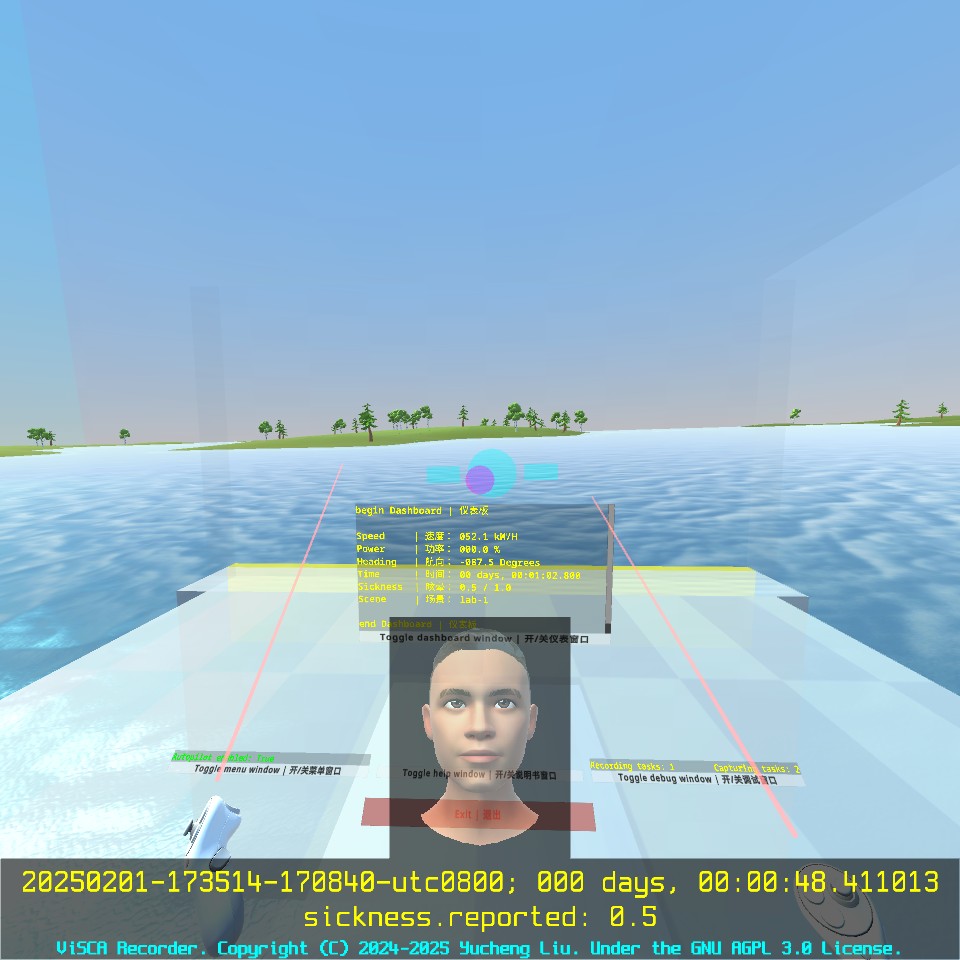 begin Dashboard | 仪表板
Speed | 速度： 052.1 kM/H
Power | 功率： 000.0 %
Heading | 航向： -067.5 Degrees
Time | 时间： 00 days, 00:01:02.800
Sickness | 眩晕： 0.5 / 1.0
Scene | 场景： lab-1
end Dashboard | 仪表板
Toggle dashboard window | 开/关仪表窗口
Autopilot enabled: True
Toggle menu window | 开/关菜单窗口
Toggle help window | 开/关说明书窗口
Recording tasks: 1 Capturing tasks: 2
Toggle debug window | 开/关调试窗口
Exit | 退出
20250201-173514-170840-utc0800; 000 days, 00:00:48.411013
sickness.reported: 0.5
ViSCA Recorder. Copyright (C) 2024-2025 Yucheng Liu. Under the GNU AGPL 3.0 License.